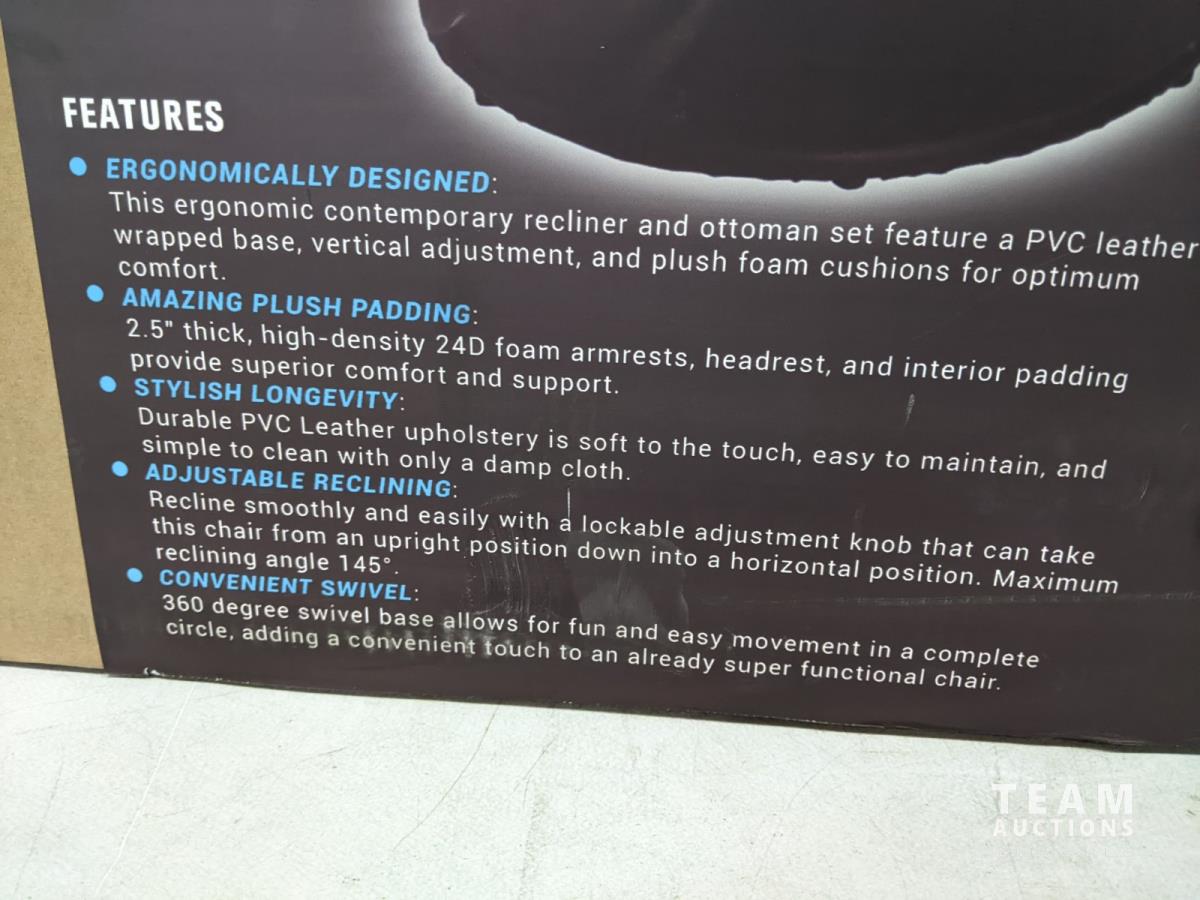 FEATURES
● ERGONOMICALLY DESIGNED:
This ergonomic contemporary recliner and ottoman set feature a PVC leather
wrapped base, vertical adjustment, and plush foam cushions for optimum
comfort.
● AMAZING PLUSH PADDING:
2.5" thick, high-density 24D foam armrests, headrest, and interior padding
provide superior comfort and support.
● STYLISH LONGEVITY:
Durable PVC Leather upholstery is soft to the touch, easy to maintain, and
simple to clean with only a damp cloth.
● ADJUSTABLE RECLINING:
Recline smoothly and easily with a lockable adjustment knob that can take
this chair from an upright position down into a horizontal position. Maximum
reclining angle 145°.
● CONVENIENT SWIVEL:
360 degree swivel base allows for fun and easy movement in a complete
circle, adding a convenient touch to an already super functional chair.
TEAM
AUCTIONS